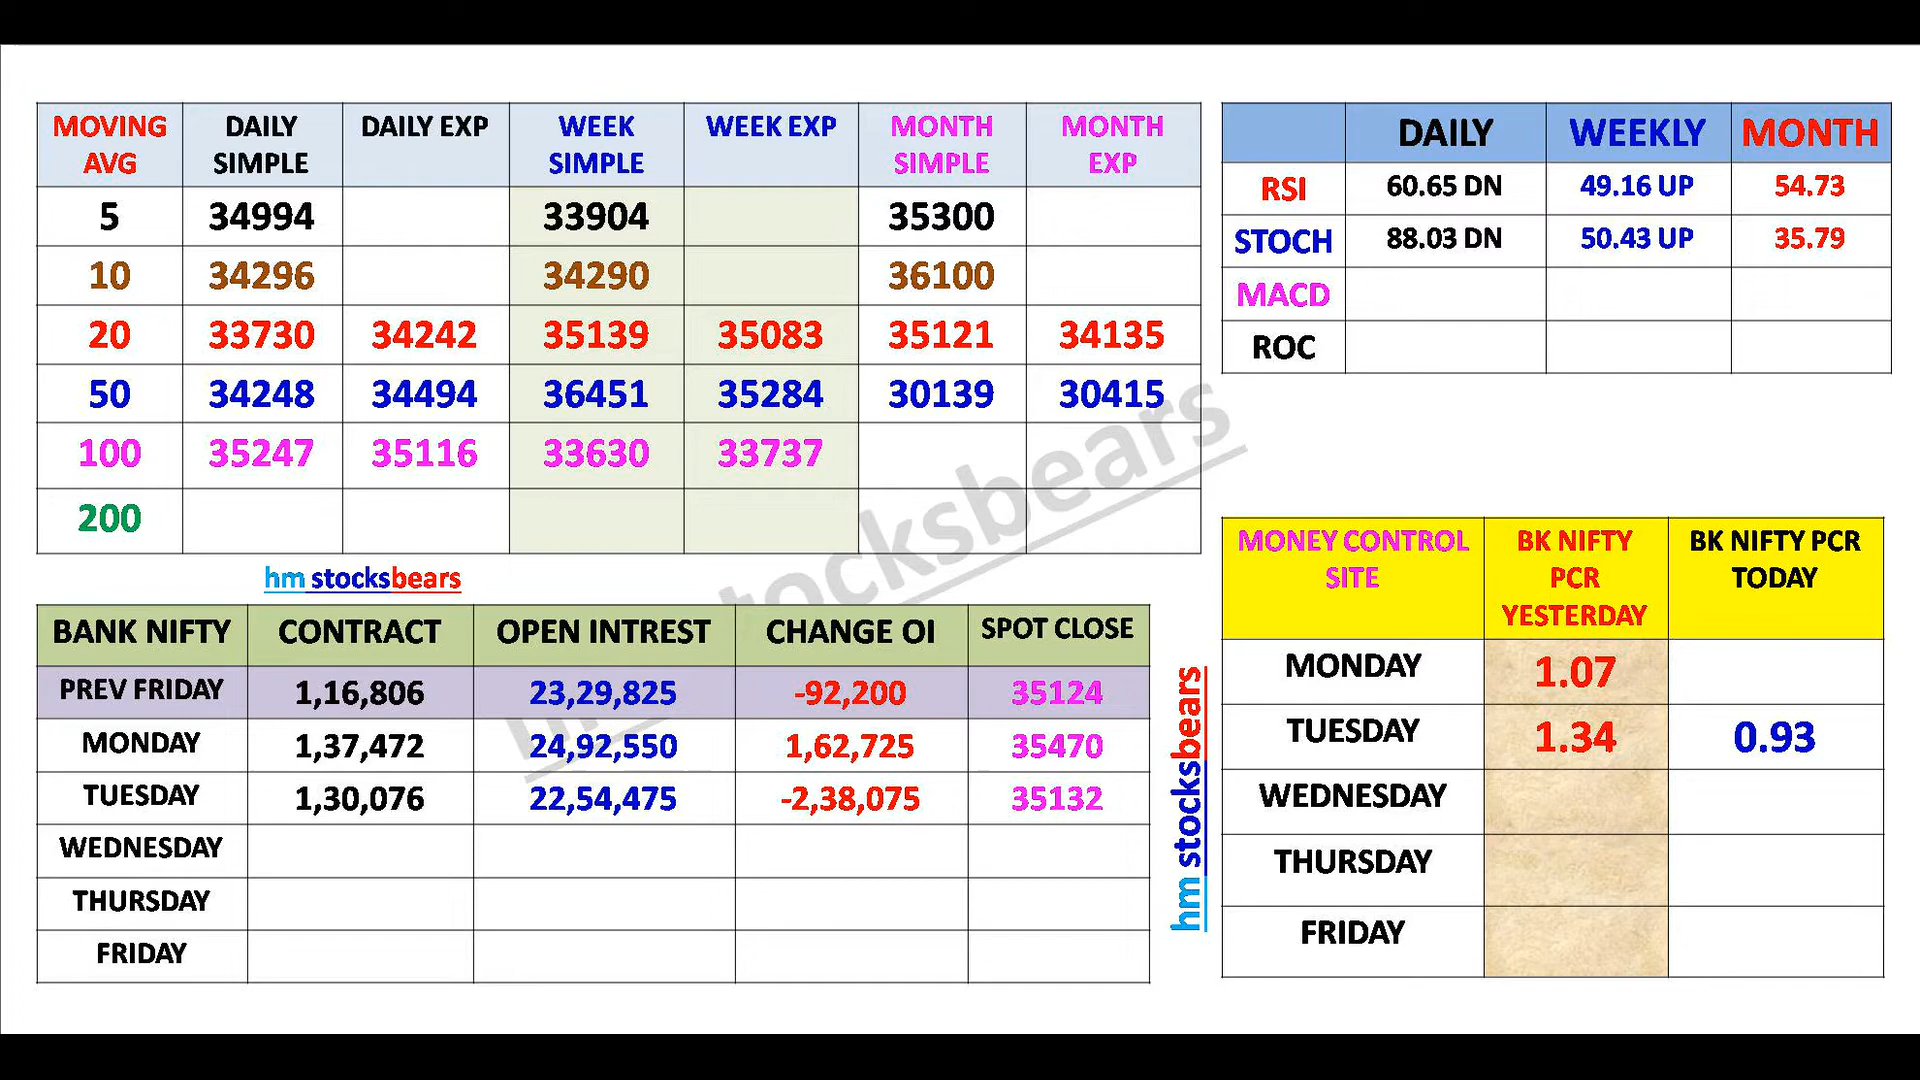 MOVING AVG DAILY SIMPLE DAILY EXP WEEK SIMPLE WEEK EXP MONTH SIMPLE MONTH EXP
5 34994 33904 35300
10 34296 34290 36100
20 33730 34242 35139 35083 35121 34135
50 34248 34494 36451 35284 30139 30415
100 35247 35116 33630 33737
200
hm stocksbears
DAILY WEEKLY MONTH
RSI 60.65 DN 49.16 UP 54.73
STOCH 88.03 DN 50.43 UP 35.79
MACD
ROC
BANK NIFTY CONTRACT OPEN INTREST CHANGE OI SPOT CLOSE
PREV FRIDAY 1,16,806 23,29,825 -92,200 35124
MONDAY 1,37,472 24,92,550 1,62,725 35470
TUESDAY 1,30,076 22,54,475 -2,38,075 35132
WEDNESDAY
THURSDAY
FRIDAY
hm stocksbears
MONEY CONTROL SITE BK NIFTY PCR YESTERDAY BK NIFTY PCR TODAY
MONDAY 1.07
TUESDAY 1.34 0.93
WEDNESDAY
THURSDAY
FRIDAY